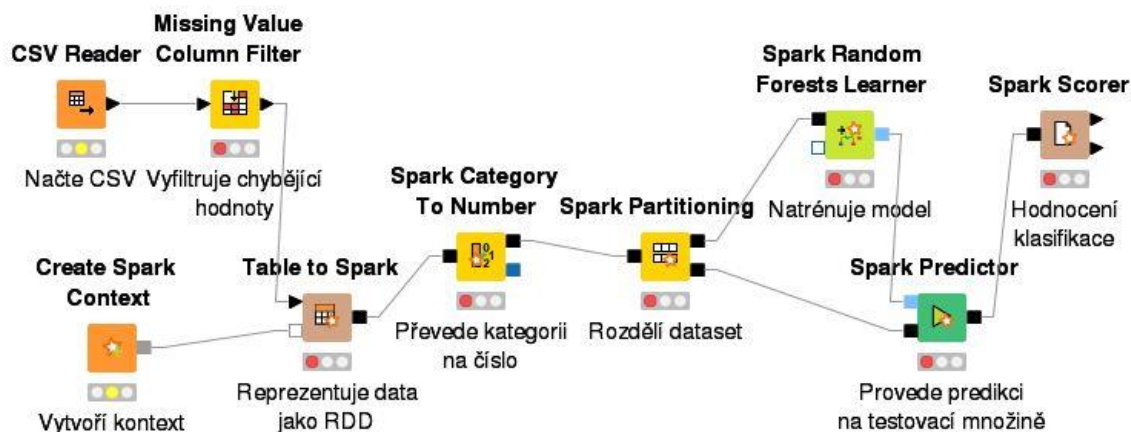 CSV Reader
Načte CSV
Missing Value
Column Filter
Vyfiltruje chybějící
hodnoty
Create Spark
Context
Vytvoří kontext
Table to Spark
Reprezentuje data
jako RDD
Spark Category
To Number
Převede kategorii
na číslo
Spark Partitioning
Rozdělí dataset
Spark Random
Forests Learner
Natrénuje model
Spark Predictor
Provede predikci
na testovací množině
Spark Scorer
Hodnocení
klasifikace